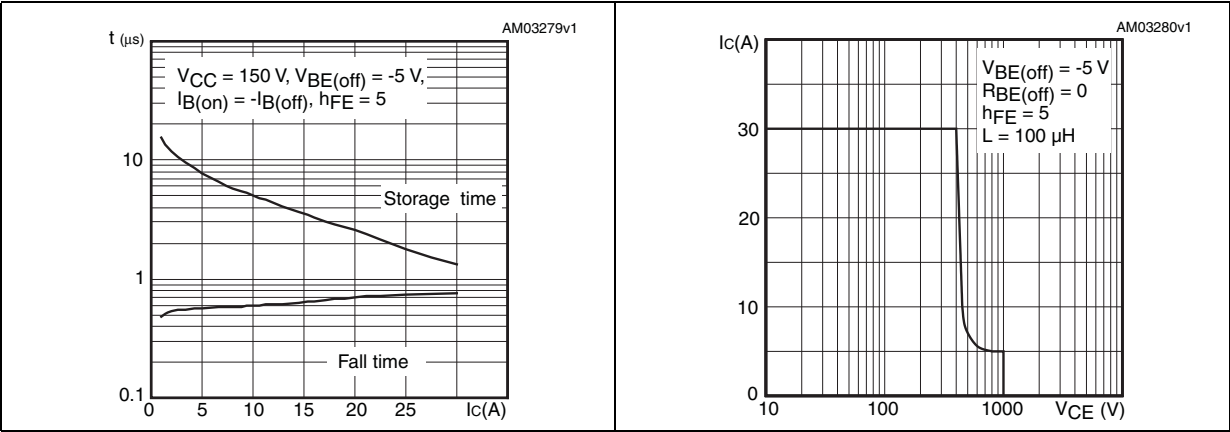 AM03279v1
t (µs)
VCC = 150 V, VBE(off) = -5 V,
IB(on) = -IB(off), hFE = 5
10
Storage time
1
Fall time
0.1
0 5 10 15 20 25 IC(A)
AM03280v1
IC(A)
VBE(off) = -5 V
RBE(off) = 0
hFE = 5
L = 100 µH
30
20
10
0
10 100 1000 VCE (V)